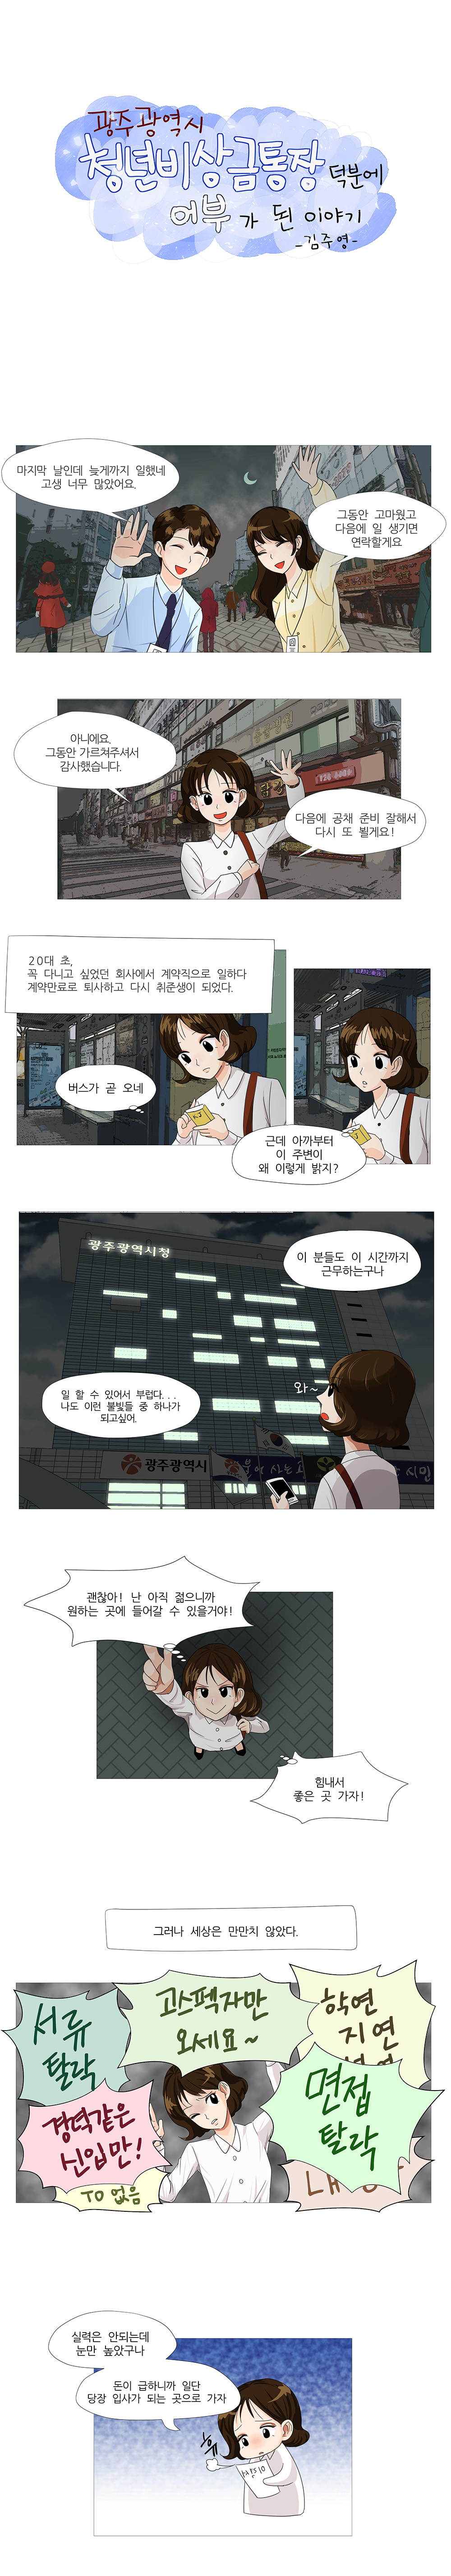 광주광역시
청년비상금통장 덕분에
어부가 된 이야기
-김주영-
마지막 날인데 늦게까지 일했네
고생 너무 많았어요.
그동안 고마웠고
다음에 일 생기면
연락할게요
아니에요.
그동안 가르쳐주셔서
감사했습니다.
다음에 공채 준비 잘해서
다시 또 뵐게요!
20대 초,
꼭 다니고 싶었던 회사에서 계약직으로 일하다
계약만료로 퇴사하고 다시 취준생이 되었다.
버스가 곧 오네
근데 아까부터
이 주변이
왜 이렇게 밝지?
광주광역시청
이 분들도 이 시간까지
근무하는구나
와~
일 할 수 있어서 부럽다...
나도 이런 불빛들 중 하나가
되고싶어.
광주광역시
시민
괜찮아! 난 아직 젊으니까
원하는 곳에 들어갈 수 있을거야!
힘내서
좋은 곳 가자!
그러나 세상은 만만치 않았다.
서류
탈락
고스펙자만
오세요~
학연
지연
경력같은
신입만!
면접
탈락
TO 없음
실력은 안되는데
눈만 높았구나
돈이 급하니까 일단
당장 입사가 되는 곳으로 가자
휴